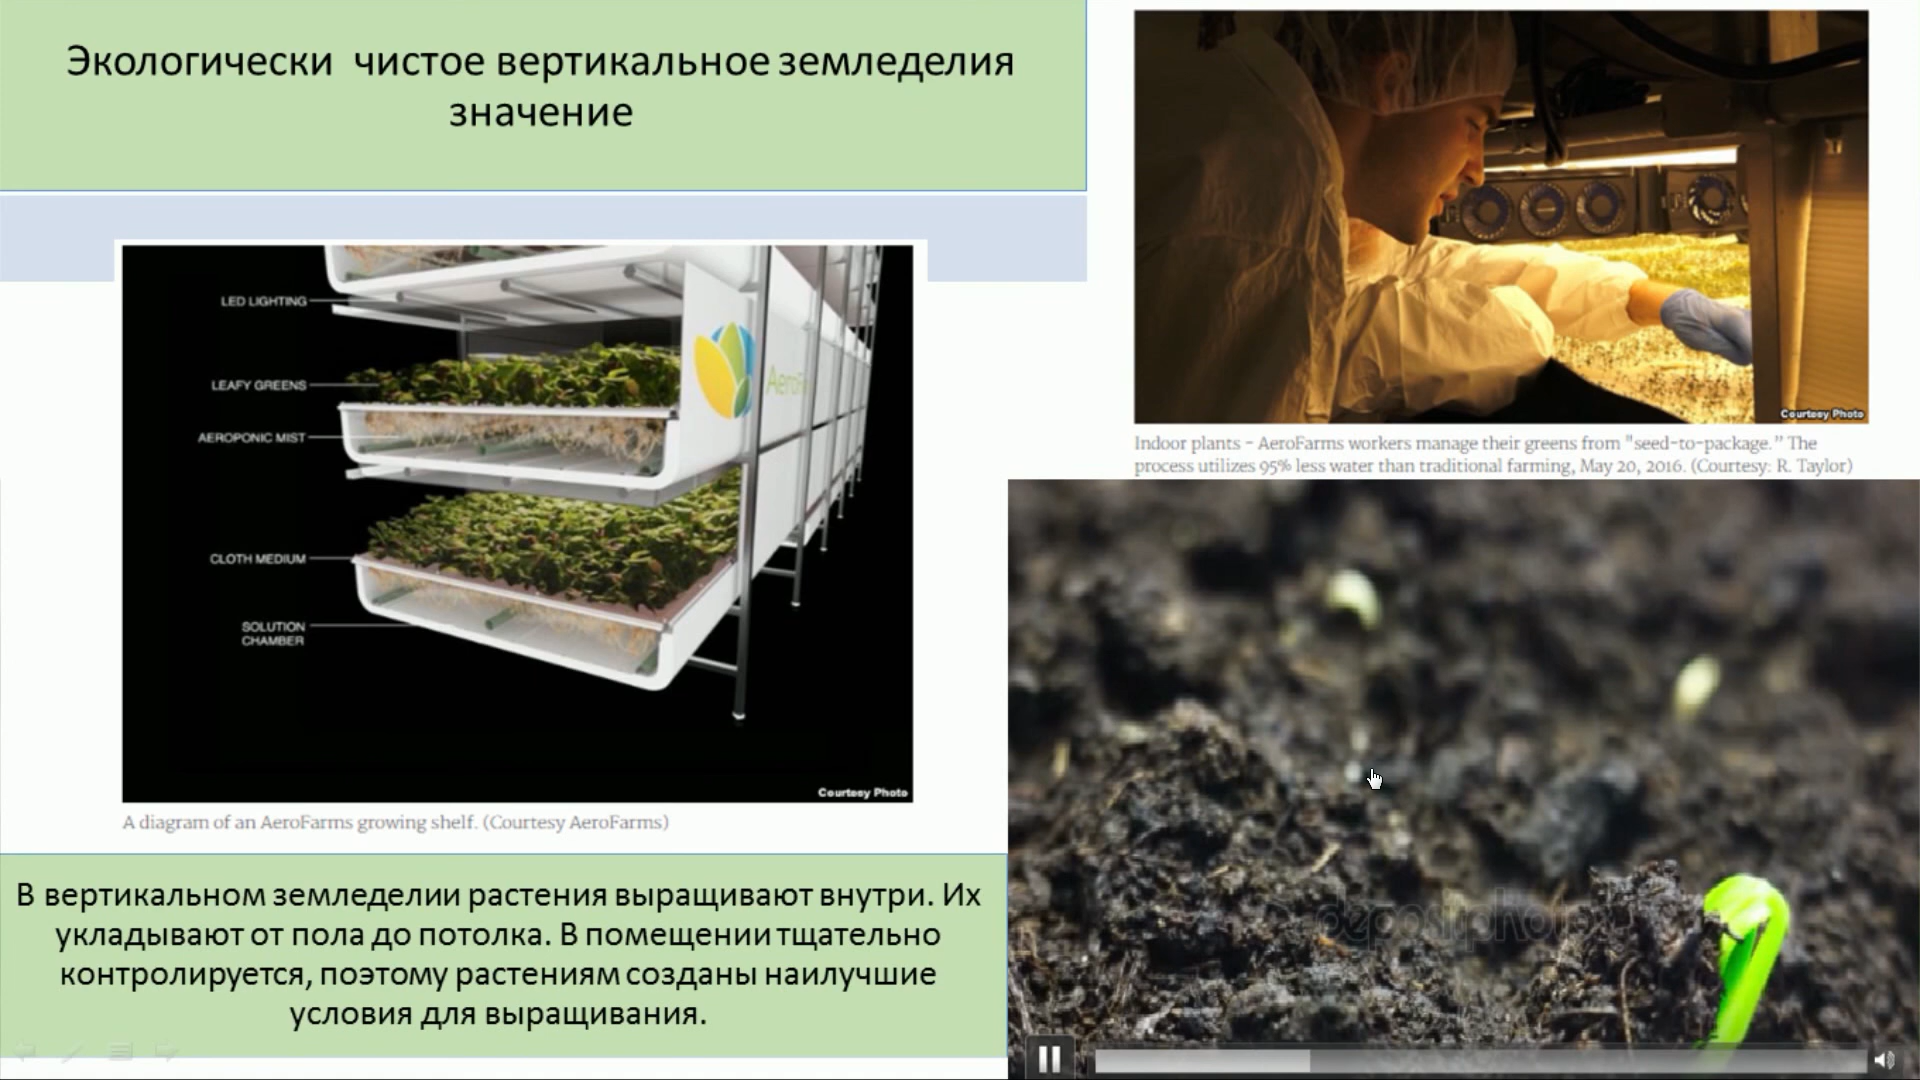 Экологически чистое вертикальное земледелия
значение
LED LIGHTING
LEAFY GREENS
AEROPONIC MIST
CLOTH MEDIUM
SOLUTION
CHAMBER
Courtesy Photo
A diagram of an AeroFarms growing shelf. (Courtesy AeroFarms)
Courtesy Photo
Indoor plants - AeroFarms workers manage their greens from "seed-to-package.” The
process utilizes 95% less water than traditional farming, May 20, 2016. (Courtesy: R. Taylor)
depositphotos
В вертикальном земледелии растения выращивают внутри. Их
укладывают от пола до потолка. В помещении тщательно
контролируется, поэтому растениям созданы наилучшие
условия для выращивания.